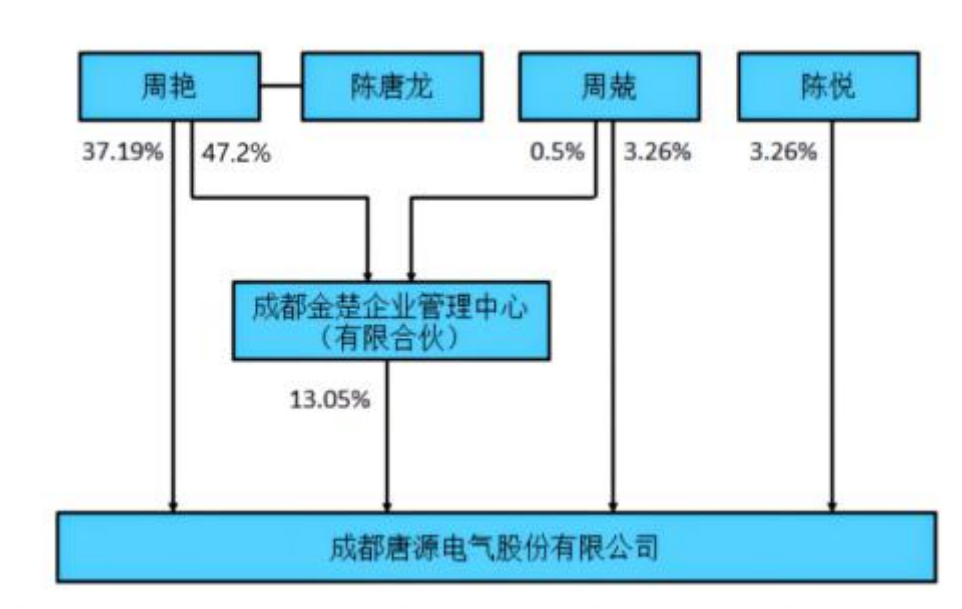 周艳
陈唐龙
周兢
陈悦
37.19%
47.2%
0.5%
3.26%
3.26%
成都金楚企业管理中心
（有限合伙）
13.05%
成都唐源电气股份有限公司